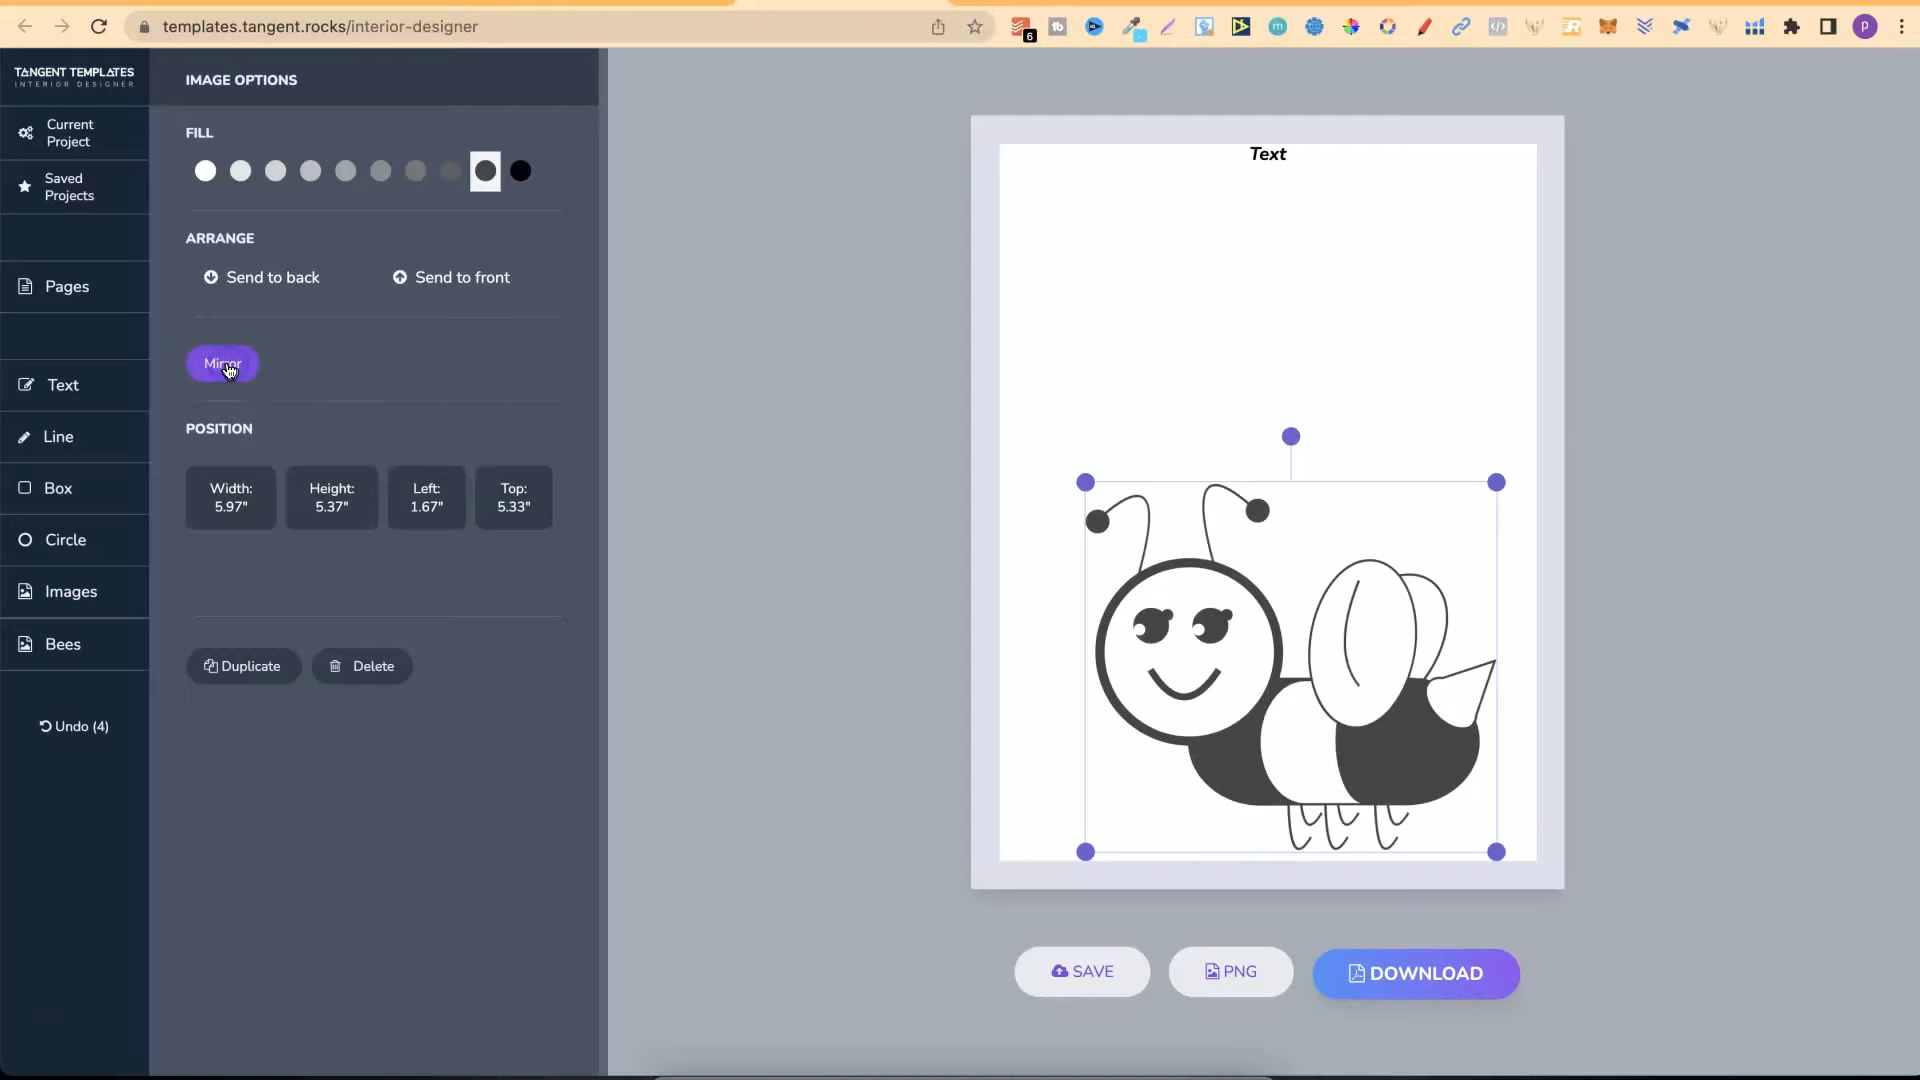 templates.tangent.rocks/interior-designer
6
P
TANGENT TEMPLATES
INTERIOR DESIGNER
Current
Project
Saved
Projects
Pages
Text
Line
Box
Circle
Images
Bees
Undo (4)
IMAGE OPTIONS
FILL
ARRANGE
Send to back
Send to front
Mirror
POSITION
Width:
5.97"
Height:
5.37"
Left:
1.67"
Top:
5.33"
Duplicate
Delete
Text
SAVE
PNG
DOWNLOAD